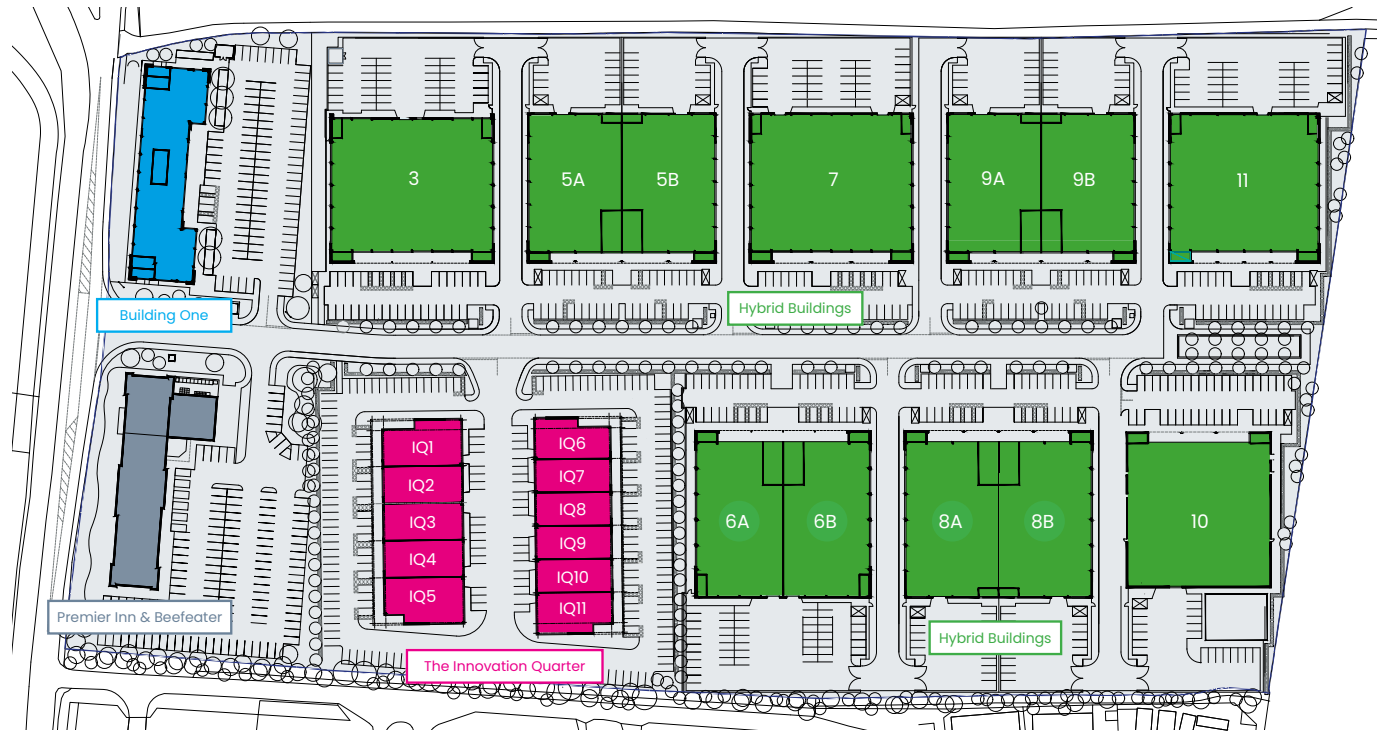 3
5A
5B
7
9A
9B
11
Building One
Hybrid Buildings
IQ1
IQ2
IQ3
IQ4
IQ5
IQ6
IQ7
IQ8
IQ9
IQ10
IQ11
6A
6B
8A
8B
10
Premier Inn & Beefeater
The Innovation Quarter
Hybrid Buildings